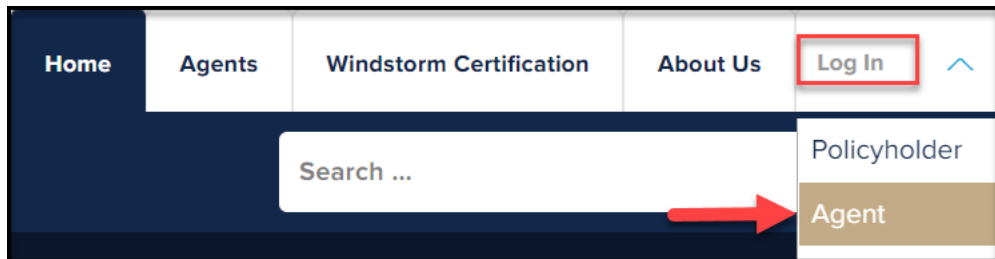 Home Agents Windstorm Certification About Us Log In
Search ...
Policyholder
Agent